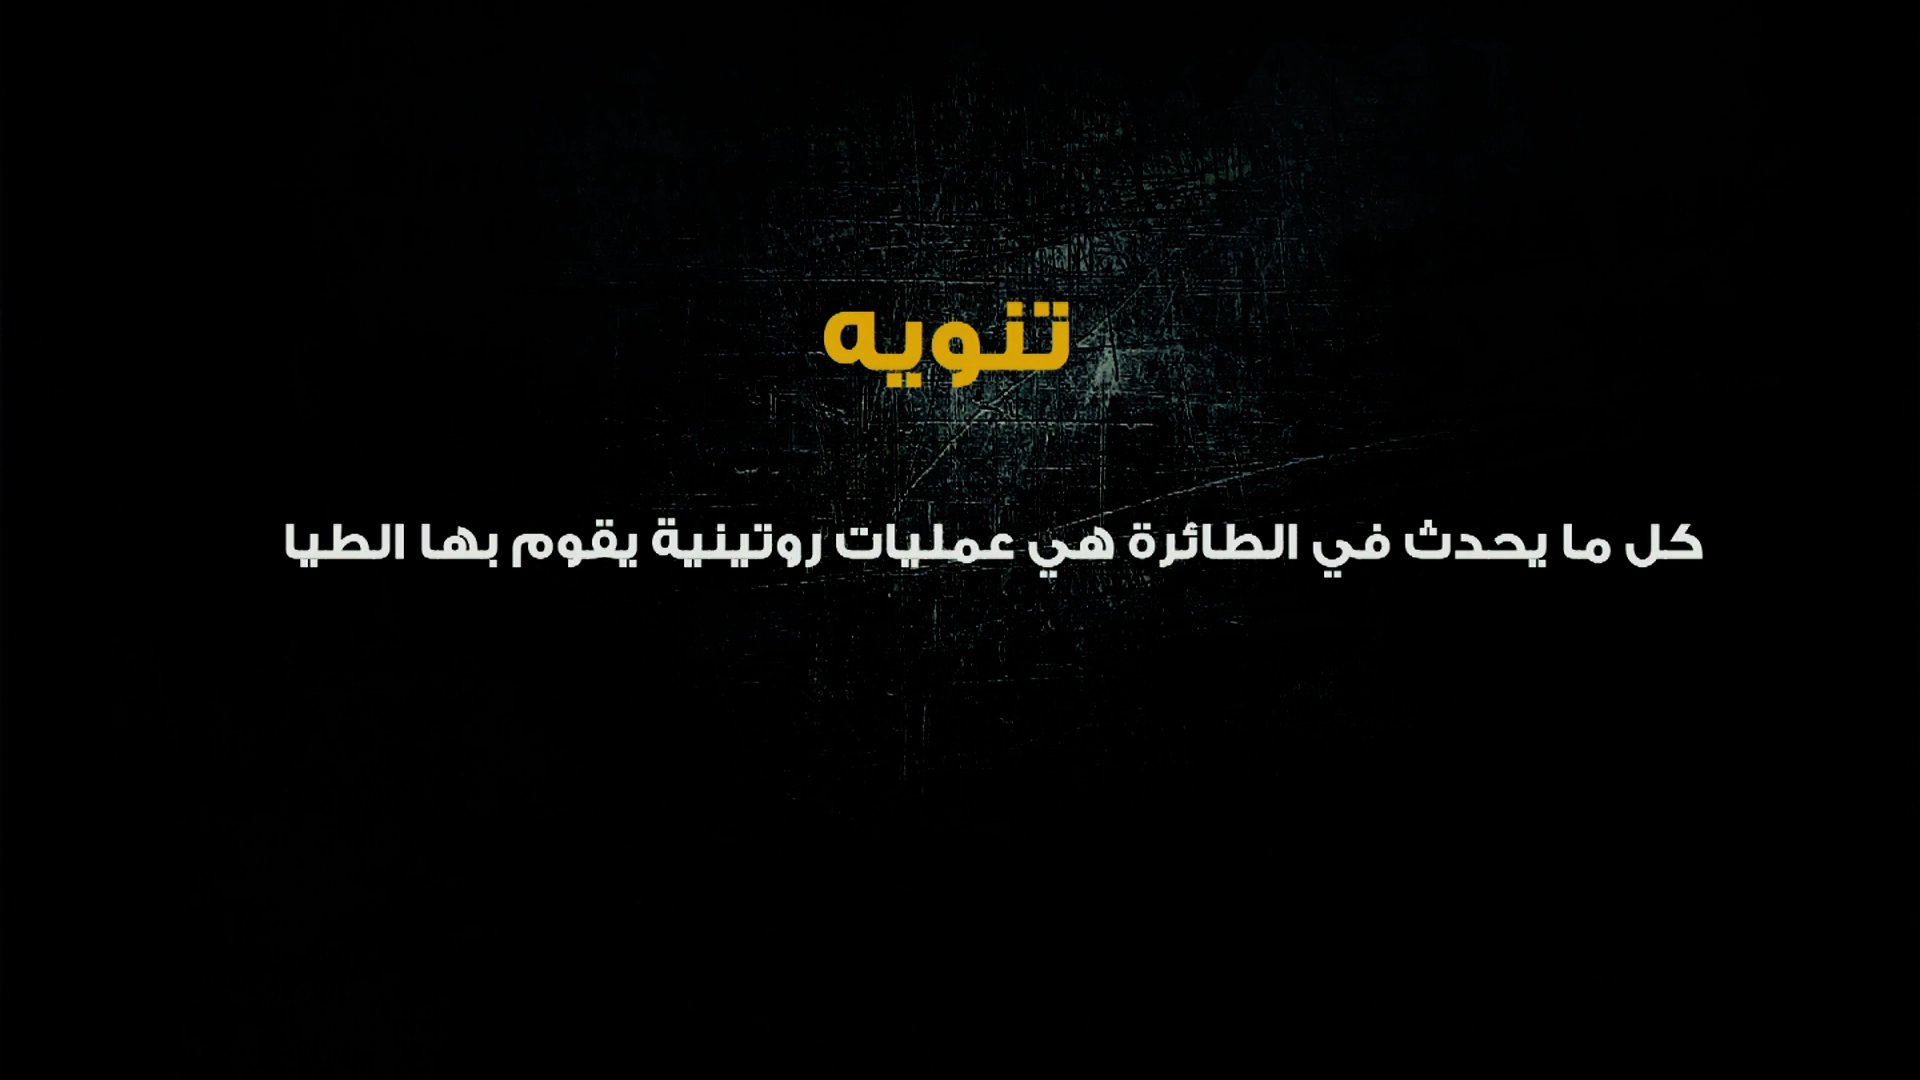 تنويه
كل ما يحدث في الطائرة هي عمليات روتينية يقوم بها الطيا